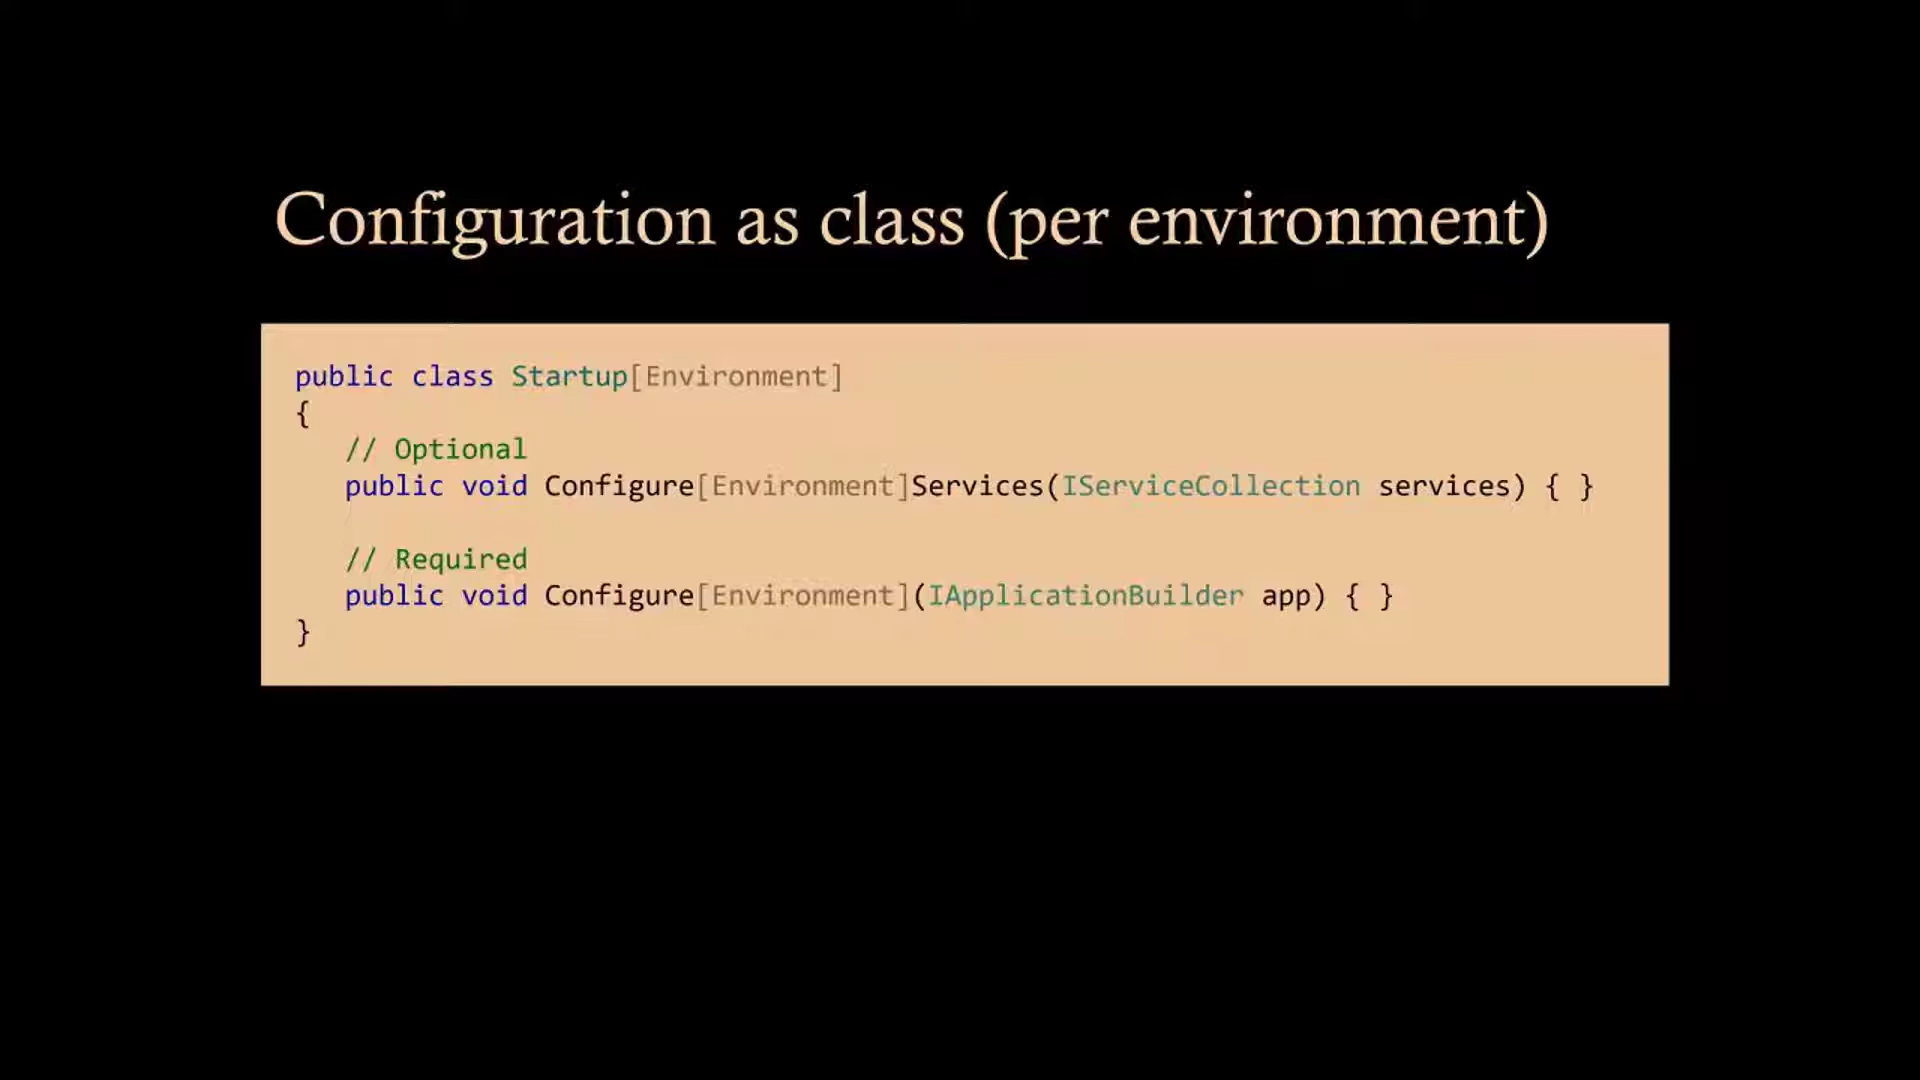 Configuration as class (per environment)
public class Startup[Environment]
{
   // Optional
   public void Configure[Environment]Services(IServiceCollection services) { }

   // Required
   public void Configure[Environment](IApplicationBuilder app) { }
}